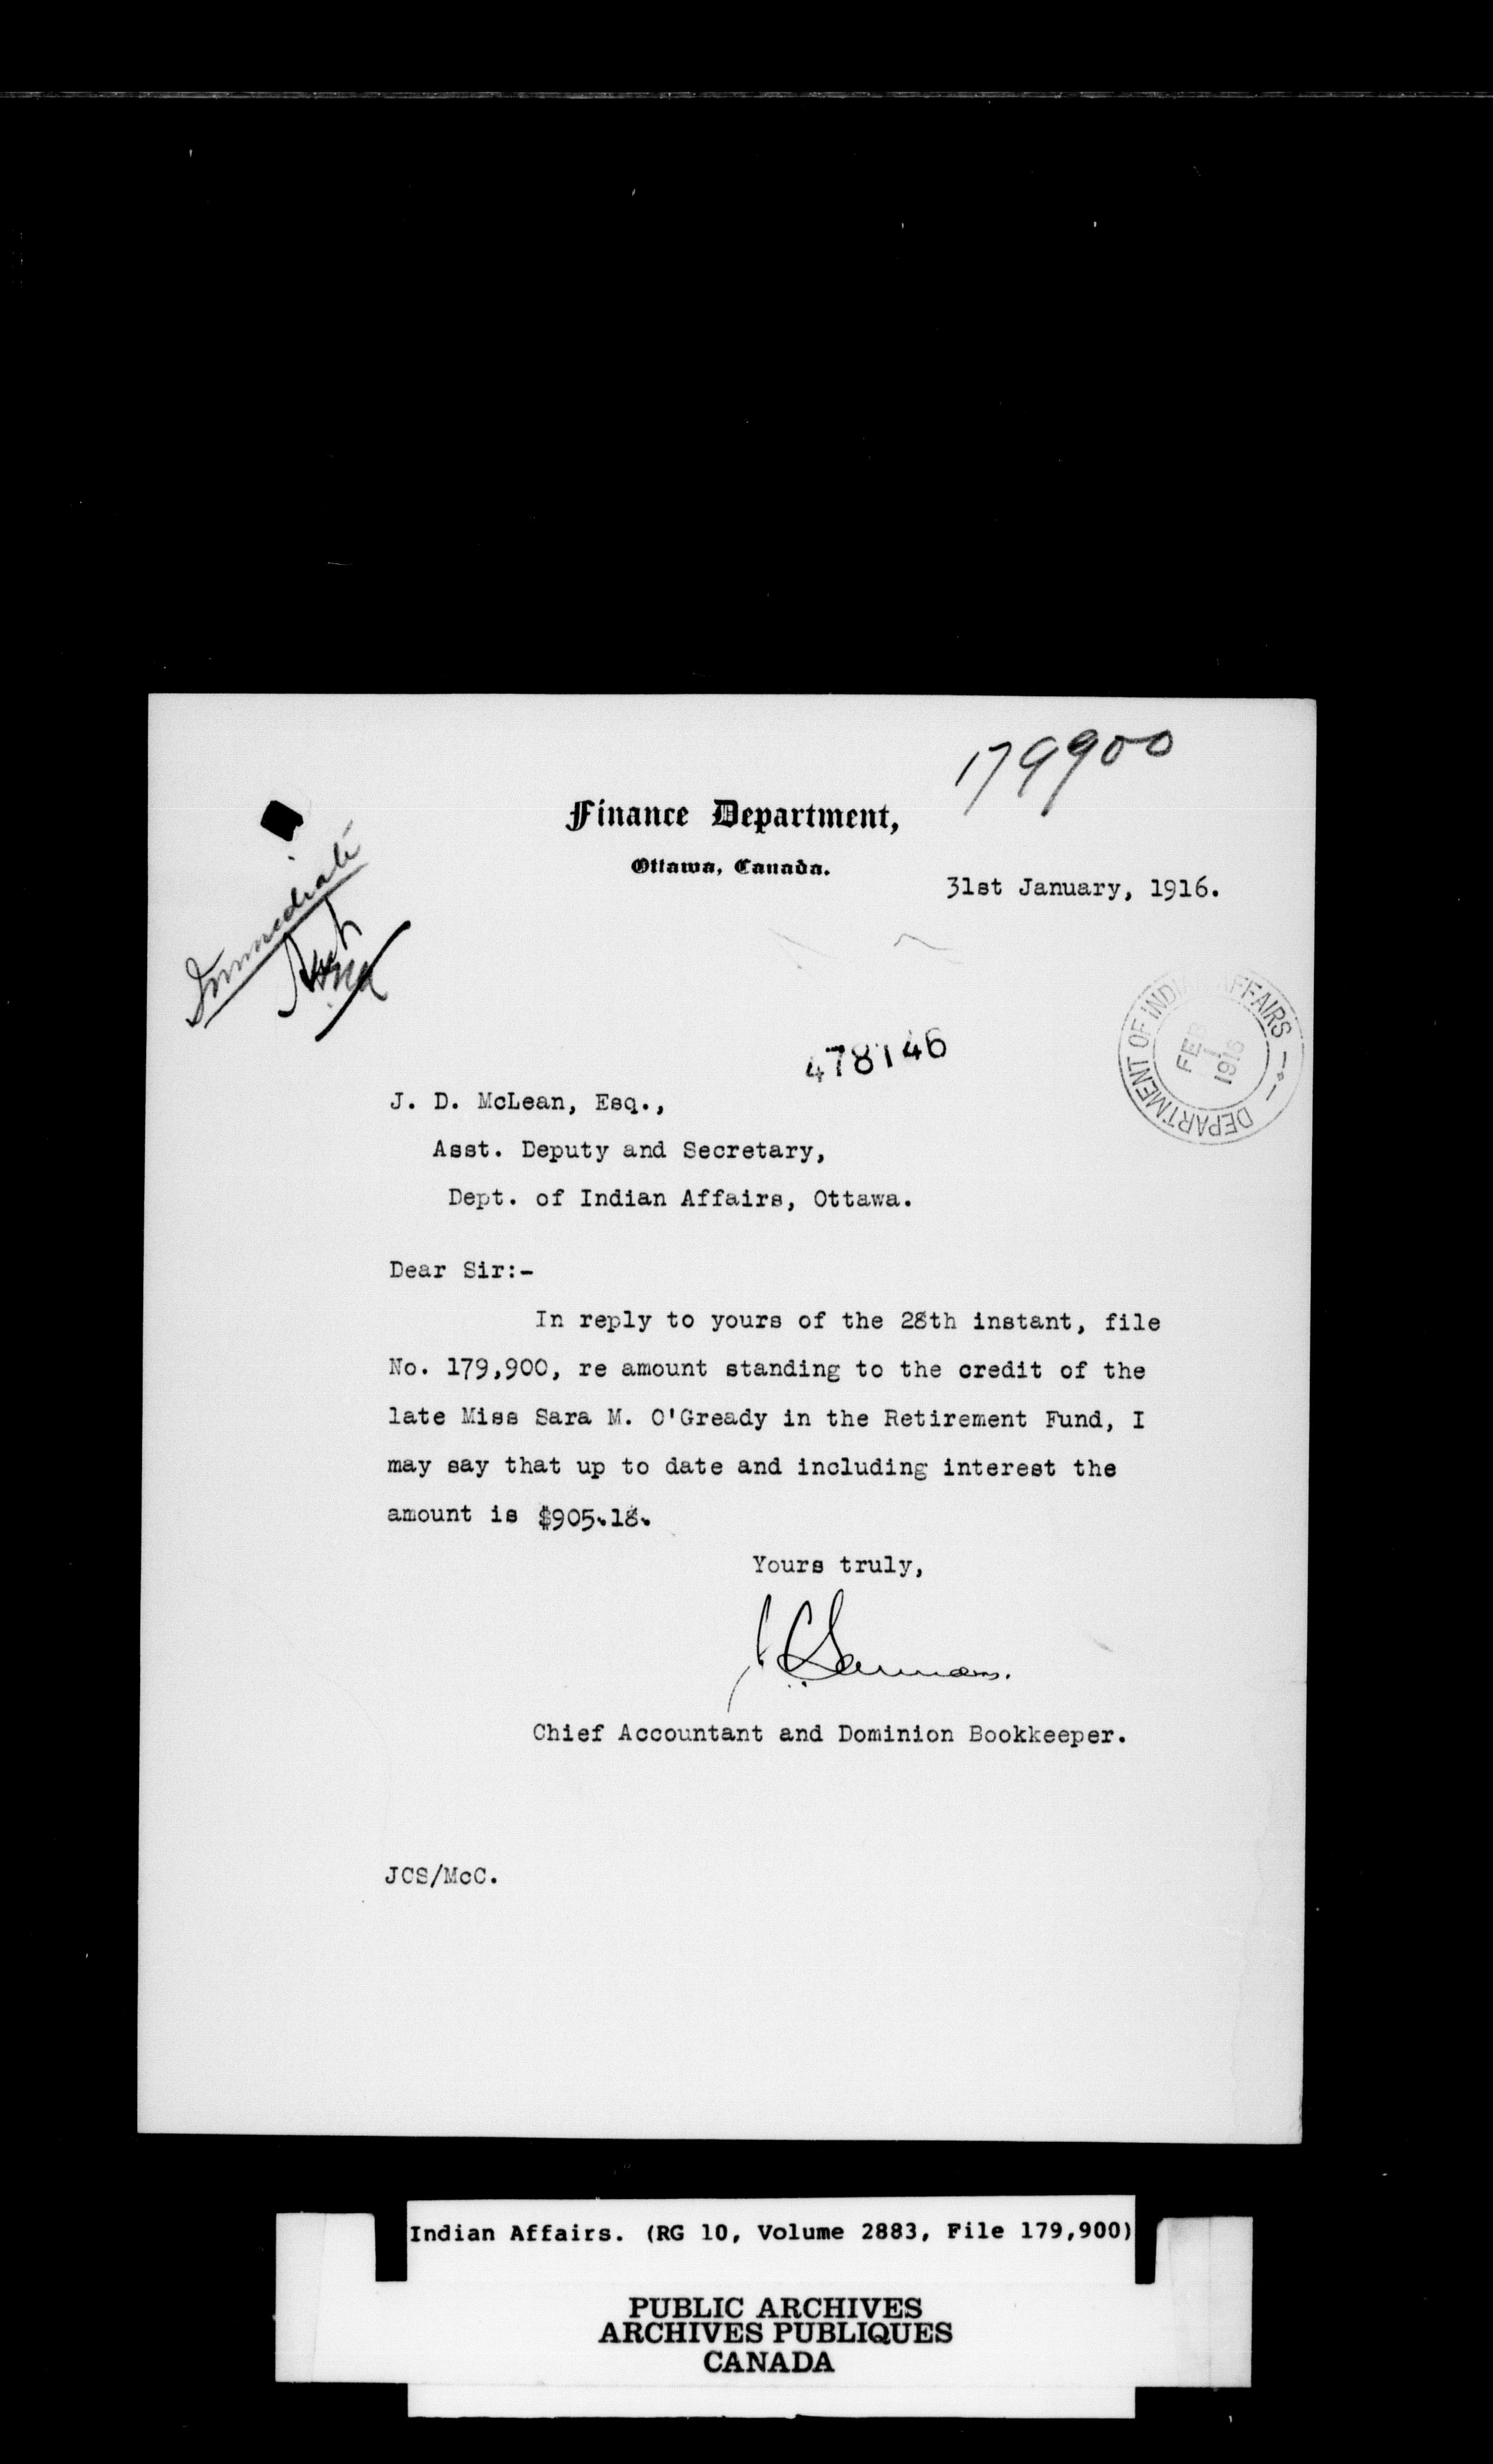 179900
Finance Department,
Ottawa, Canada.
31st January, 1916.
Immediate
478146
DEPARTMENT OF INDIAN AFFAIRS
FEB
1
1916
J. D. McLean, Esq.,
Asst. Deputy and Secretary,
Dept. of Indian Affairs, Ottawa.
Dear Sir:-
In reply to yours of the 28th instant, file
No. 179,900, re amount standing to the credit of the
late Miss Sara M. O'Gready in the Retirement Fund, I
may say that up to date and including interest the
amount is $905.18.
Yours truly,
Chief Accountant and Dominion Bookkeeper.
JCS/McC.
Indian Affairs. (RG 10, Volume 2883, File 179,900)
PUBLIC ARCHIVES
ARCHIVES PUBLIQUES
CANADA